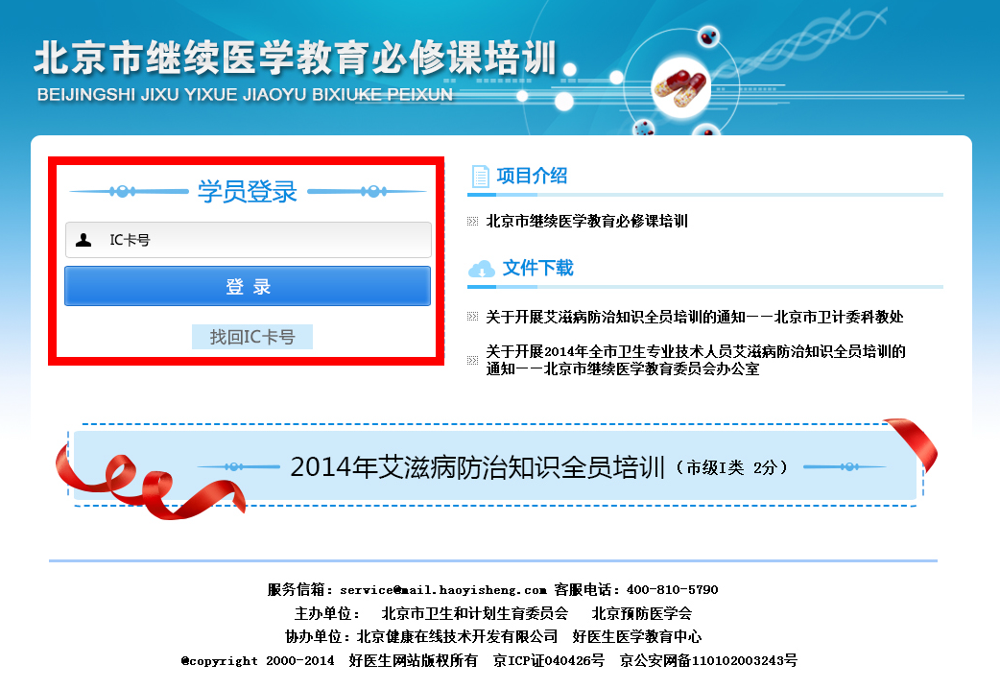 北京市继续医学教育必修课培训
BEIJINGSHI JIXU YIXUE JIAOYU BIXIUKE PEIXUN
学员登录
IC卡号
登 录
找回IC卡号
项目介绍
北京市继续医学教育必修课培训
文件下载
关于开展艾滋病防治知识全员培训的通知——北京市卫计委科教处
关于开展2014年全市卫生专业技术人员艾滋病防治知识全员培训的
通知——北京市继续医学教育委员会办公室
2014年艾滋病防治知识全员培训（市级I类 2分）
服务信箱：service@mail.haoyisheng.com 客服电话：400-810-5790
主办单位： 北京市卫生和计划生育委员会 北京预防医学会
协办单位：北京健康在线技术开发有限公司 好医生医学教育中心
@copyright 2000-2014 好医生网站版权所有 京ICP证040426号 京公安网备110102003243号